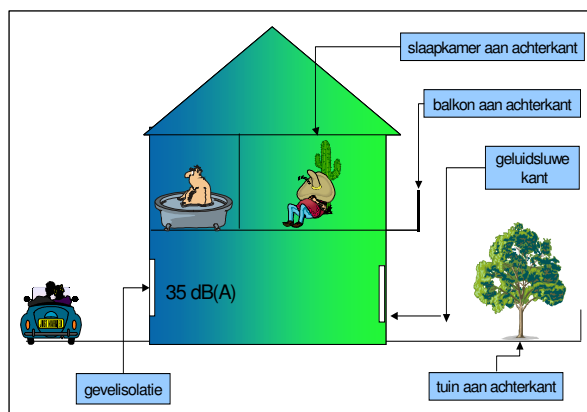 slaapkamer aan achterkant
balkon aan achterkant
geluidsluwe
kant
35 dB(A)
gevelisolatie
tuin aan achterkant